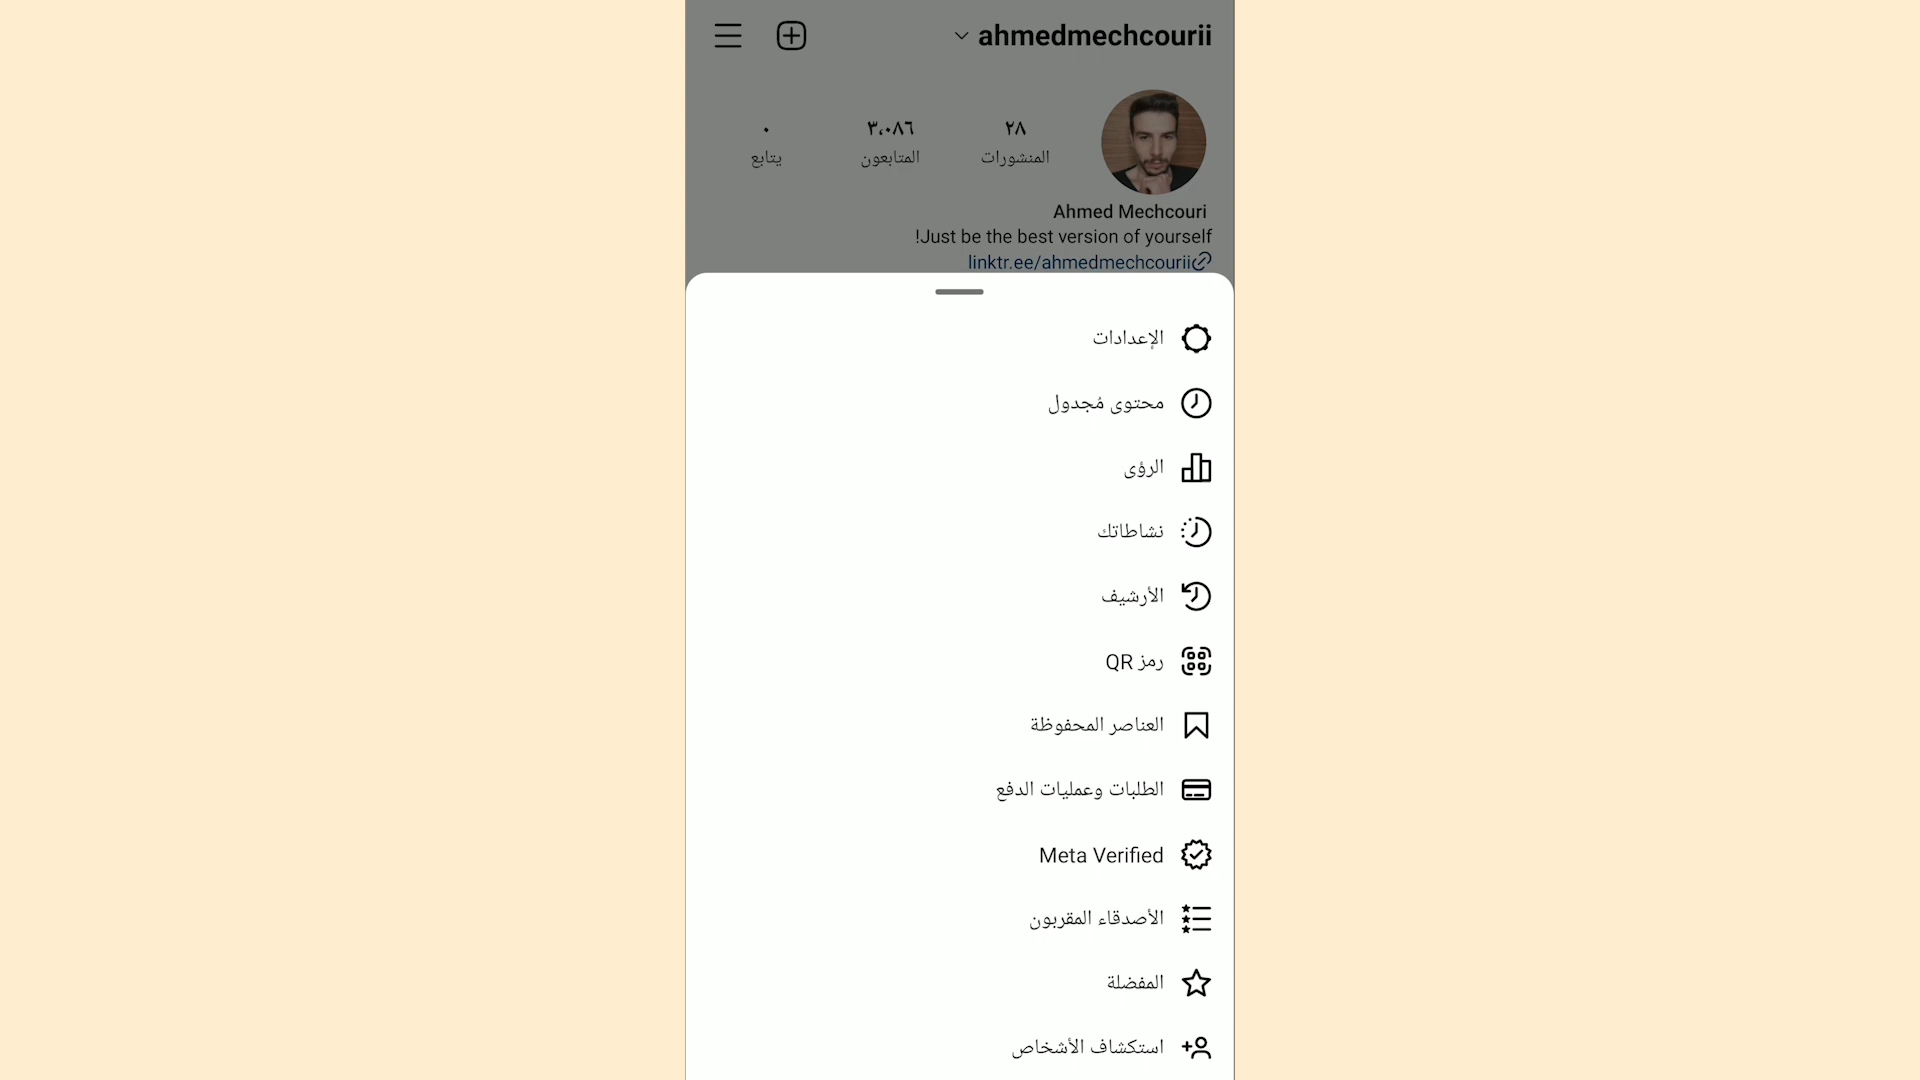 ahmedmechcourii
٢٨
المنشورات
٣،٠٨٦
المتابعون
٠
يتابع
Ahmed Mechcouri
!Just be the best version of yourself
linktr.ee/ahmedmechcourii
الإعدادات
محتوى مُجدول
الرؤى
نشاطاتك
الأرشيف
رمز QR
العناصر المحفوظة
الطلبات وعمليات الدفع
Meta Verified
الأصدقاء المقربون
المفضلة
استكشاف الأشخاص